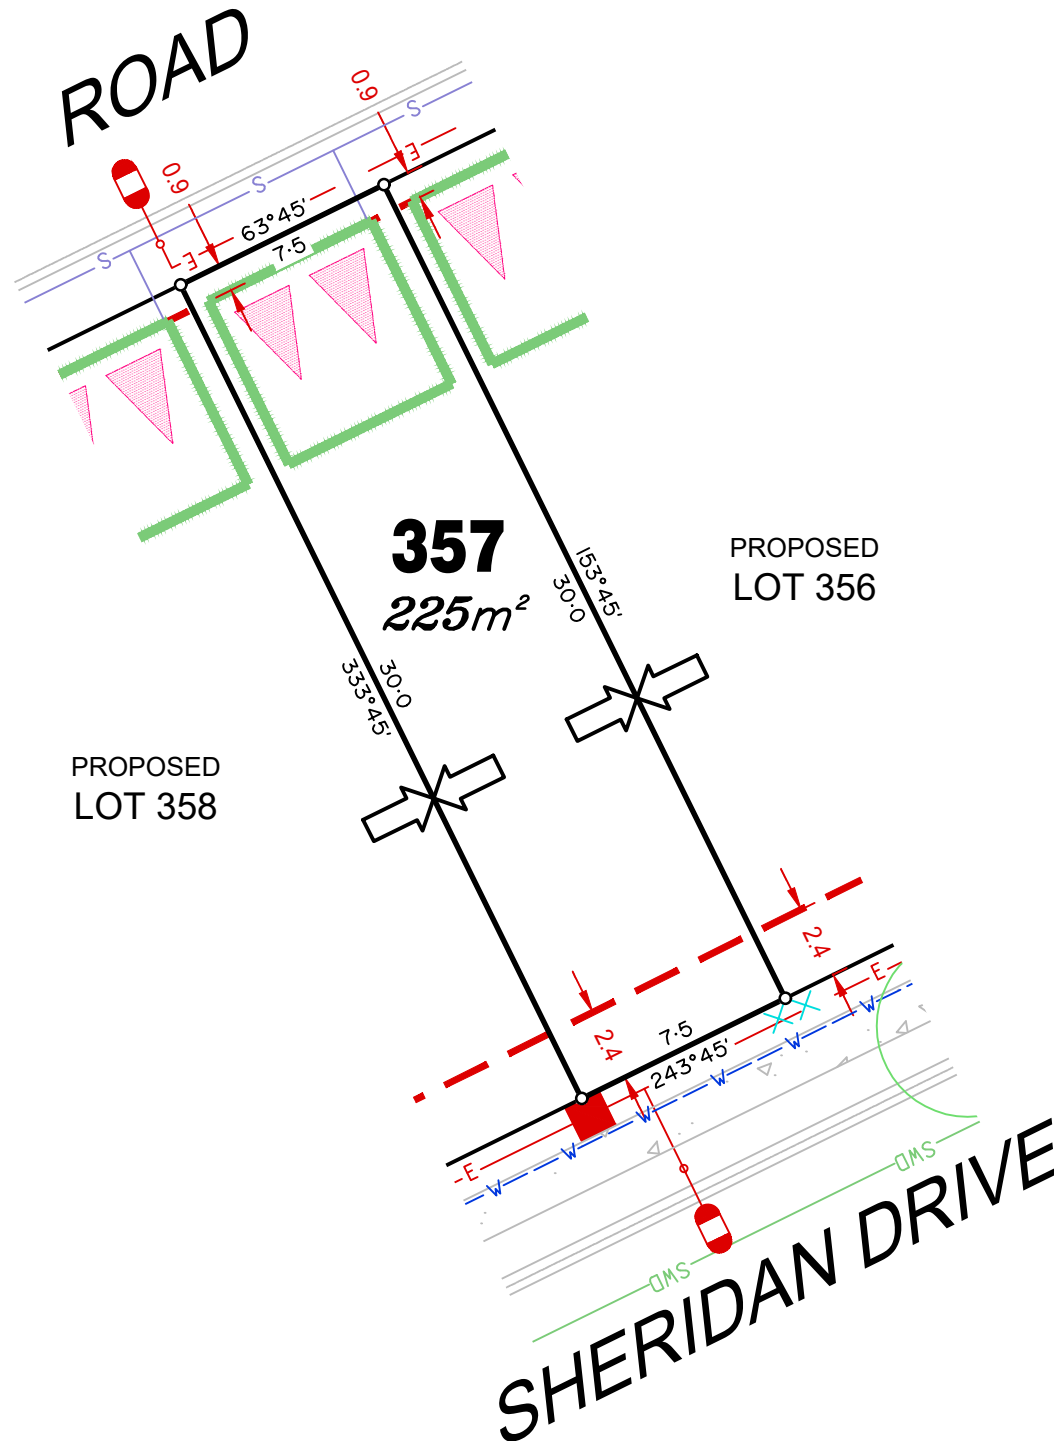 ROAD
0.9
0.9
S
S
S
E
E
63°45'
7·5
357
225m²
153°45'
30·0
PROPOSED
LOT 356
30·0
333°45'
PROPOSED
LOT 358
2.4
2.4
7·5
243°45'
E
E
W
W
W
W
W
W
SWD
SWD
SHERIDAN DRIVE